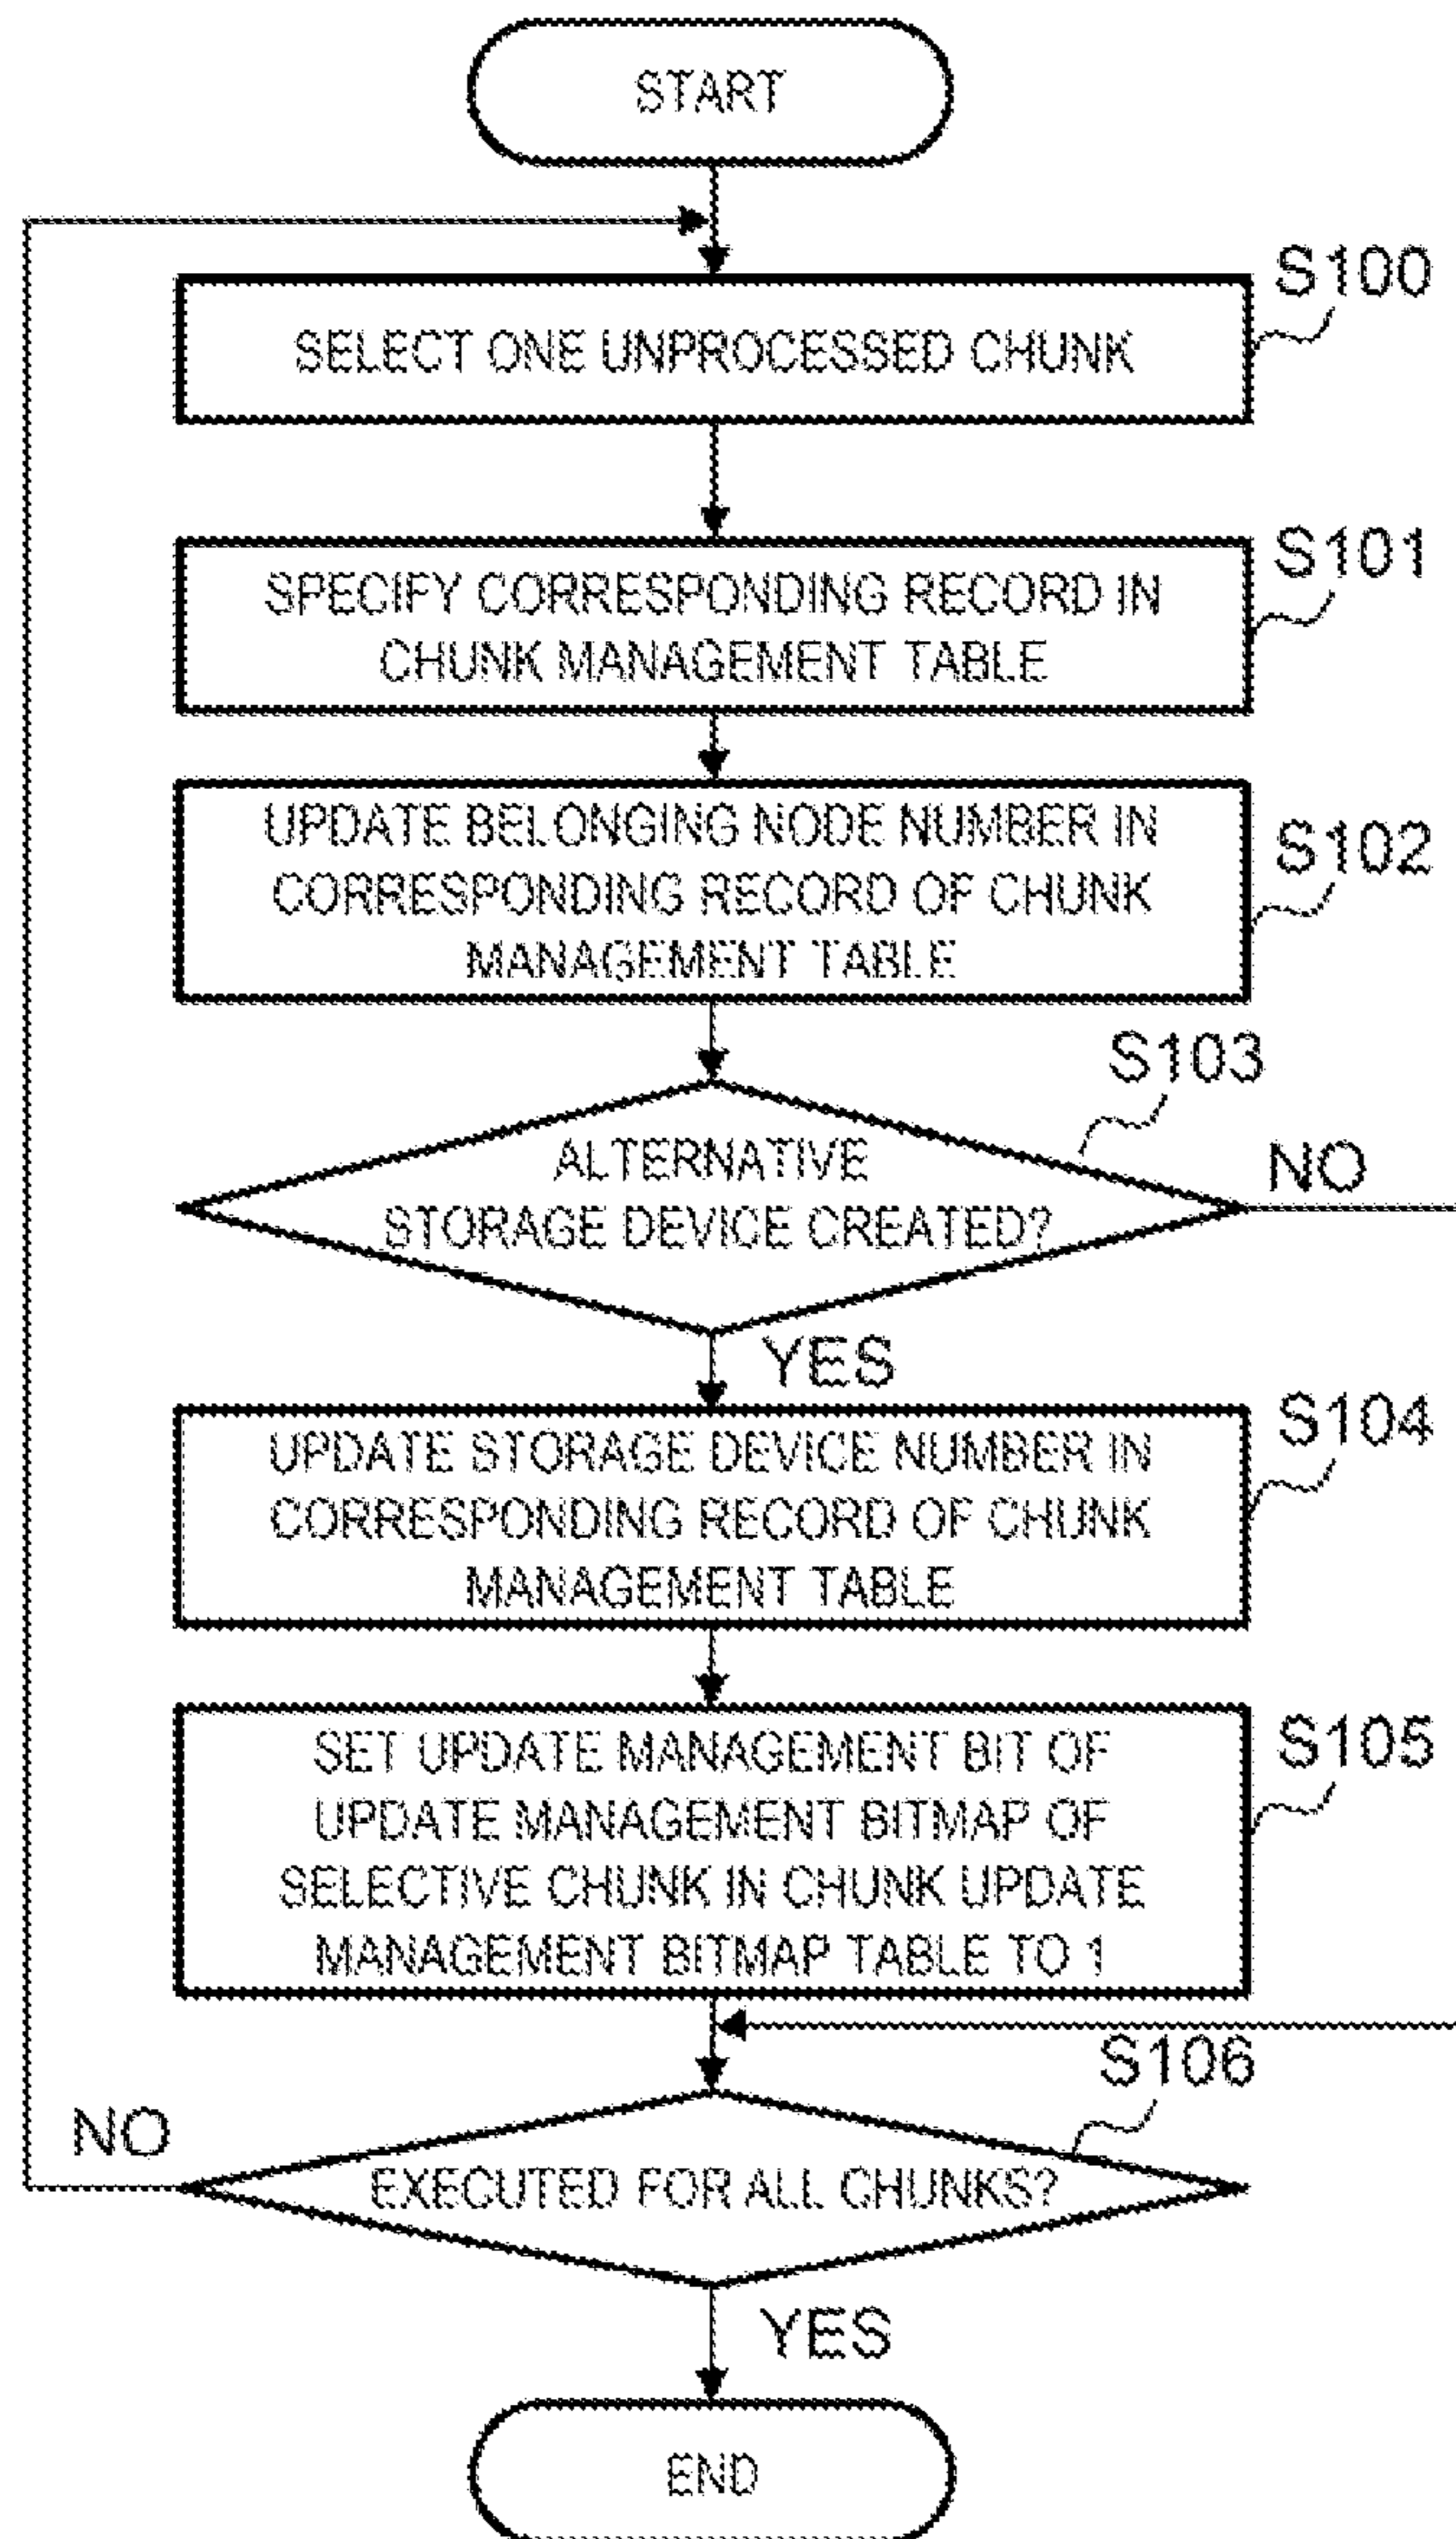 START
S100
SELECT ONE UNPROCESSED CHUNK
S101
SPECIFY CORRESPONDING RECORD IN
CHUNK MANAGEMENT TABLE
UPDATE BELONGING NODE NUMBER IN
S102
CORRESPONDING RECORD OF CHUNK
MANAGEMENT TABLE
S103
ALTERNATIVE
STORAGE DEVICE CREATED?
NO
YES
S104
UPDATE STORAGE DEVICE NUMBER IN
CORRESPONDING RECORD OF CHUNK
MANAGEMENT TABLE
S105
SET UPDATE MANAGEMENT BIT OF
UPDATE MANAGEMENT BITMAP OF
SELECTIVE CHUNK IN CHUNK UPDATE
MANAGEMENT BITMAP TABLE TO 1
S106
NO
EXECUTED FOR ALL CHUNKS?
YES
END